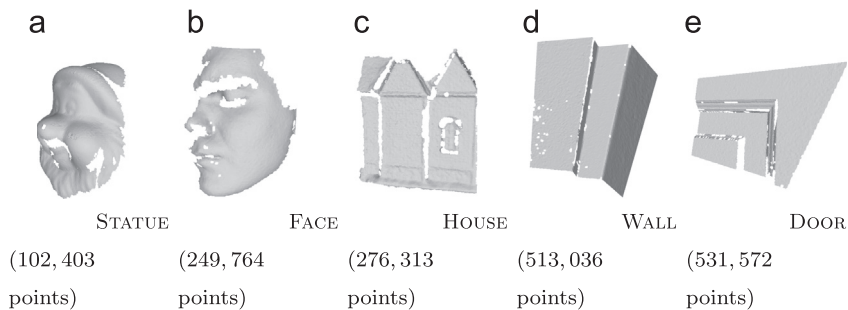 a b c d e
STATUE FACE HOUSE WALL DOOR
(102, 403 (249, 764 (276, 313 (513, 036 (531, 572
points) points) points) points) points)